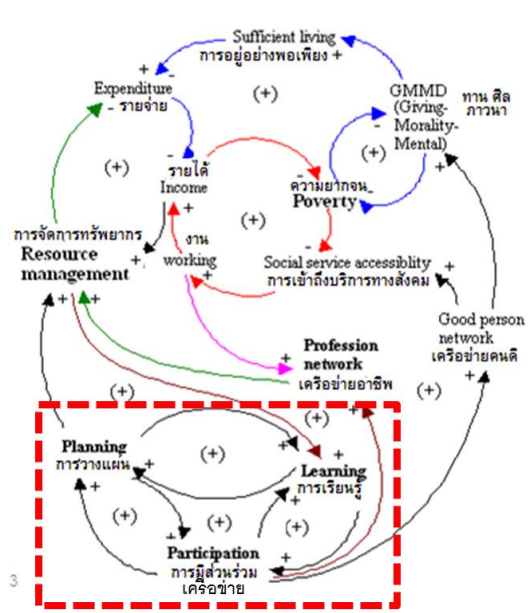 Sufficient living
การอยู่อย่างพอเพียง +
+
-
Expenditure
- รายจ่าย
(+)
GMMD
(Giving-
Morality-
Mental)
ทาน ศีล
ภาวนา
-
+
(+)
(+)
-
รายได้
Income
+
+
-
ความยากจน
Poverty
-
(+)
-
การจัดการทรัพยากร
Resource
management
+
+
+
งาน
working
+
Social service accessiblity
การเข้าถึงบริการทางสังคม
+
Good person
network
เครือข่ายคนดี
+
Profession
network
เครือข่ายอาชีพ
+
+
(+)
(+)
(+)
Planning
การวางแผน
+
+
(+)
+
+
Learning
การเรียนรู้
+
+
(+)
(+)
(+)
+
Participation
การมีส่วนร่วม
เครือข่าย
+
3